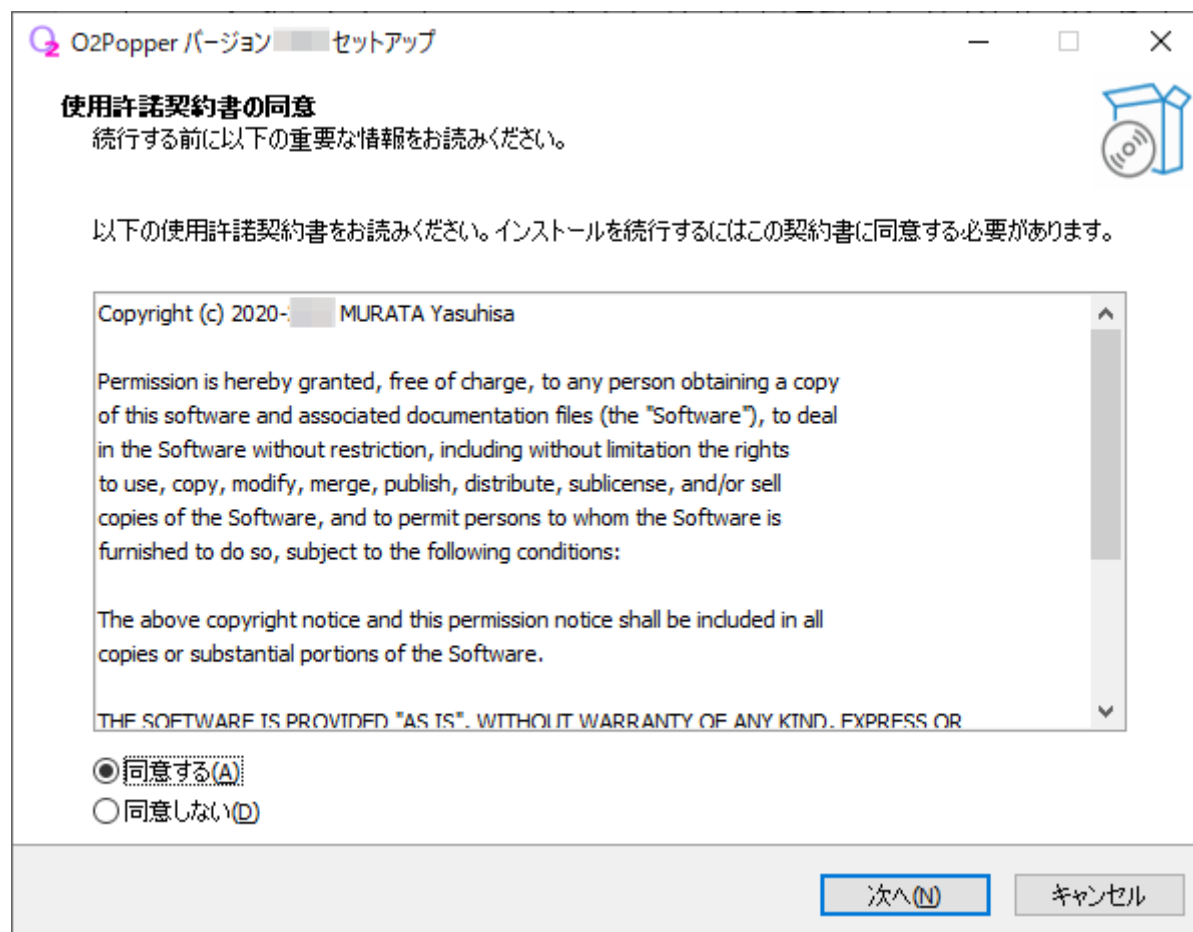 O2Popper バージョン セットアップ
使用許諾契約書の同意
続行する前に以下の重要な情報をお読みください。
以下の使用許諾契約書をお読みください。インストールを続行するにはこの契約書に同意する必要があります。
Copyright (c) 2020- MURATA Yasuhisa
Permission is hereby granted, free of charge, to any person obtaining a copy
of this software and associated documentation files (the "Software"), to deal
in the Software without restriction, including without limitation the rights
to use, copy, modify, merge, publish, distribute, sublicense, and/or sell
copies of the Software, and to permit persons to whom the Software is
furnished to do so, subject to the following conditions:
The above copyright notice and this permission notice shall be included in all
copies or substantial portions of the Software.
THE SOFTWARE IS PROVIDED "AS IS", WITHOUT WARRANTY OF ANY KIND, EXPRESS OR
同意する(A)
同意しない(D)
次へ(N)
キャンセル